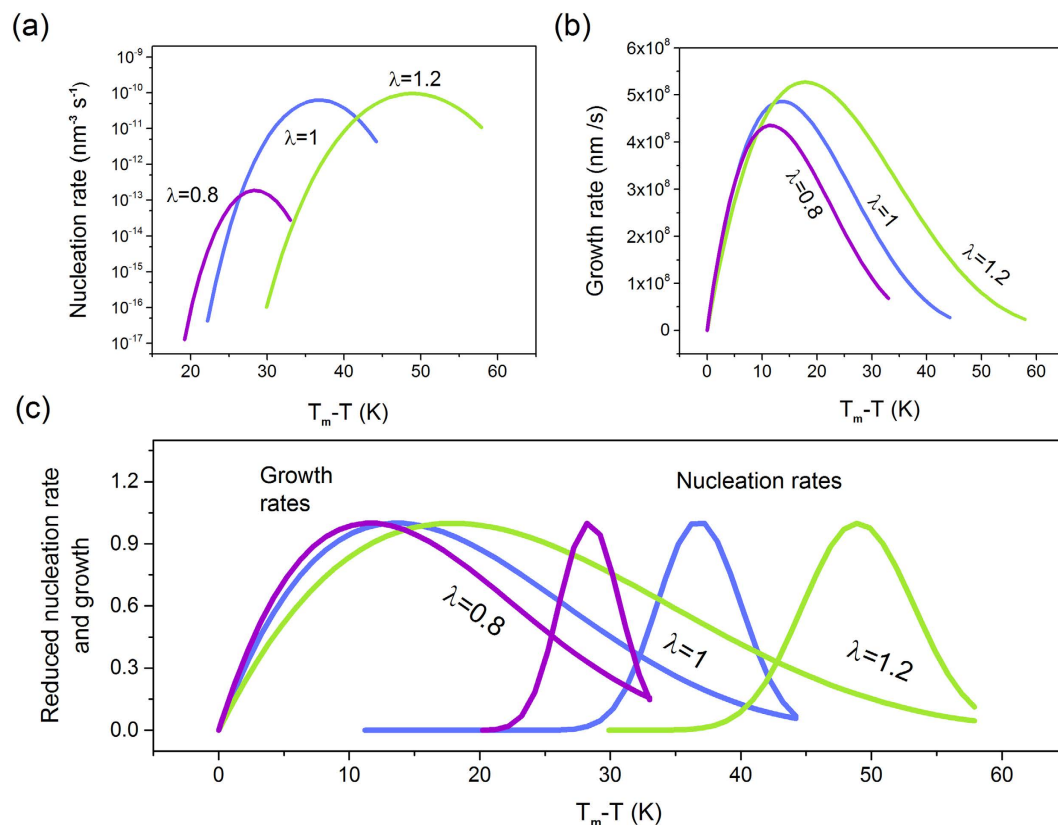 (a)
Nucleation rate (nm⁻³ s⁻¹)
10⁻⁹
10⁻¹⁰
10⁻¹¹
10⁻¹²
10⁻¹³
10⁻¹⁴
10⁻¹⁵
10⁻¹⁶
10⁻¹⁷
λ=0.8
λ=1
λ=1.2
20 30 40 50 60
Tₘ-T (K)
(b)
Growth rate (nm /s)
6x10⁸
5x10⁸
4x10⁸
3x10⁸
2x10⁸
1x10⁸
0
λ=0.8
λ=1
λ=1.2
0 10 20 30 40 50 60
Tₘ-T (K)
(c)
Reduced nucleation rate
and growth
1.2
0.9
0.6
0.3
0.0
Growth
rates
Nucleation rates
λ=0.8
λ=1
λ=1.2
0 10 20 30 40 50 60
Tₘ-T (K)